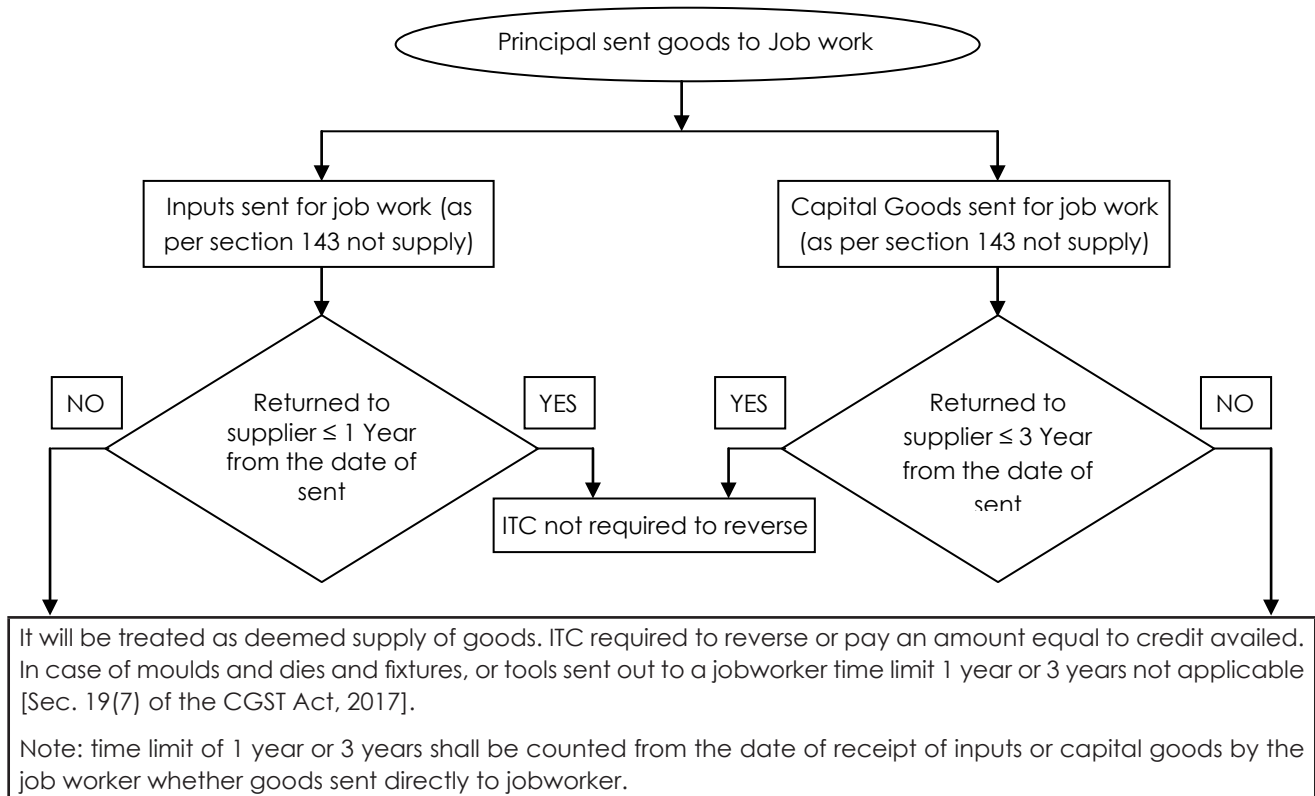 Principal sent goods to Job work
Inputs sent for job work (as
per section 143 not supply)
Capital Goods sent for job work
(as per section 143 not supply)
NO
Returned to
supplier ≤ 1 Year
from the date of
sent
YES
YES
Returned to
supplier ≤ 3 Year
from the date of
sent
NO
ITC not required to reverse
It will be treated as deemed supply of goods. ITC required to reverse or pay an amount equal to credit availed.
In case of moulds and dies and fixtures, or tools sent out to a jobworker time limit 1 year or 3 years not applicable
[Sec. 19(7) of the CGST Act, 2017].
Note: time limit of 1 year or 3 years shall be counted from the date of receipt of inputs or capital goods by the
job worker whether goods sent directly to jobworker.